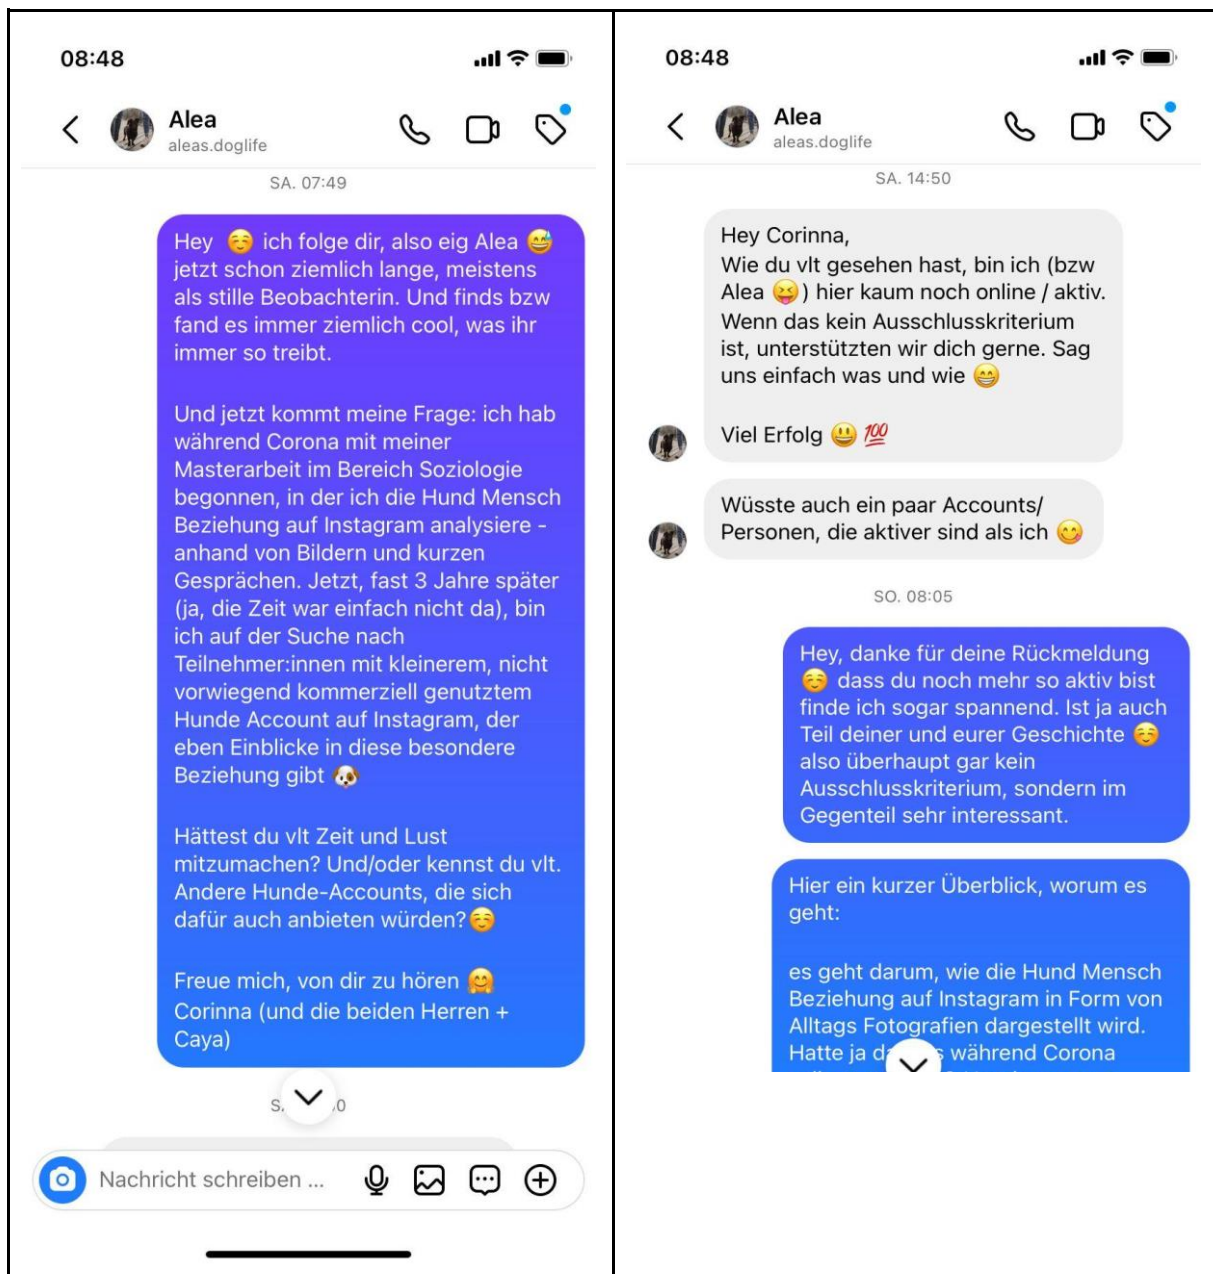 08:48
Alea
aleas.doglife
SA. 07:49
Hey ☺️ ich folge dir, also eig Alea 😅
jetzt schon ziemlich lange, meistens
als stille Beobachterin. Und finds bzw
fand es immer ziemlich cool, was ihr
immer so treibt.
Und jetzt kommt meine Frage: ich hab
während Corona mit meiner
Masterarbeit im Bereich Soziologie
begonnen, in der ich die Hund Mensch
Beziehung auf Instagram analysiere -
anhand von Bildern und kurzen
Gesprächen. Jetzt, fast 3 Jahre später
(ja, die Zeit war einfach nicht da), bin
ich auf der Suche nach
Teilnehmer:innen mit kleinerem, nicht
vorwiegend kommerziell genutztem
Hunde Account auf Instagram, der
eben Einblicke in diese besondere
Beziehung gibt 🐶
Hättest du vlt Zeit und Lust
mitzumachen? Und/oder kennst du vlt.
Andere Hunde-Accounts, die sich
dafür auch anbieten würden?☺️
Freue mich, von dir zu hören 🤗
Corinna (und die beiden Herren +
Caya)
Nachricht schreiben ...
08:48
Alea
aleas.doglife
SA. 14:50
Hey Corinna,
Wie du vlt gesehen hast, bin ich (bzw
Alea 😝) hier kaum noch online / aktiv.
Wenn das kein Ausschlusskriterium
ist, unterstützten wir dich gerne. Sag
uns einfach was und wie 😁
Viel Erfolg 😃 💯
Wüsste auch ein paar Accounts/
Personen, die aktiver sind als ich 😋
SO. 08:05
Hey, danke für deine Rückmeldung
☺️ dass du noch mehr so aktiv bist
finde ich sogar spannend. Ist ja auch
Teil deiner und eurer Geschichte ☺️
also überhaupt gar kein
Ausschlusskriterium, sondern im
Gegenteil sehr interessant.
Hier ein kurzer Überblick, worum es
geht:
es geht darum, wie die Hund Mensch
Beziehung auf Instagram in Form von
Alltags Fotografien dargestellt wird.
Hatte ja während Corona